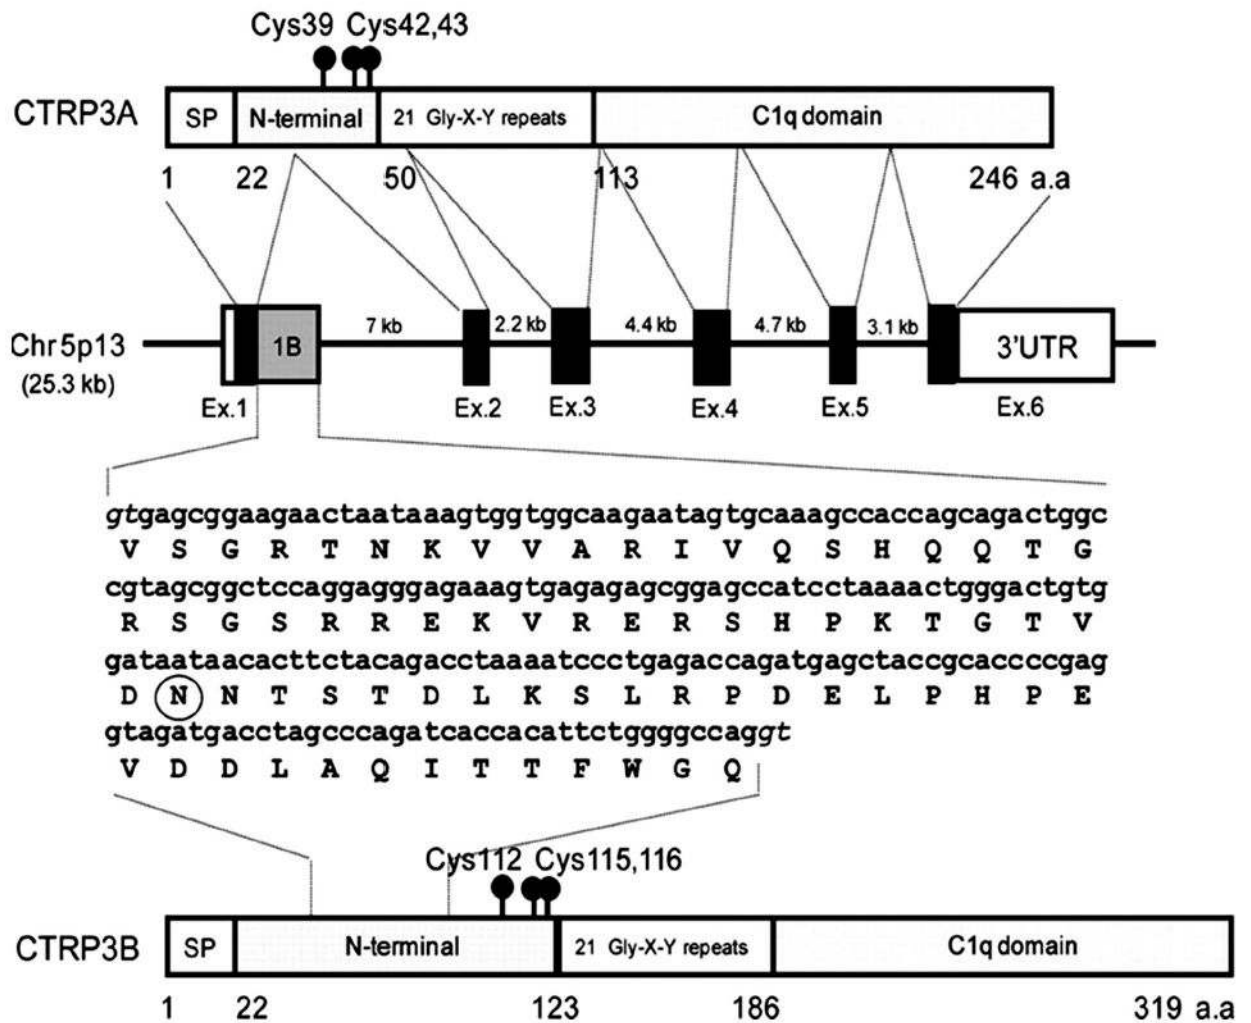 Cys39 Cys42,43
CTRP3A SP N-terminal 21 Gly-X-Y repeats C1q domain
1 22 50 113 246 a.a
7 kb 2.2 kb 4.4 kb 4.7 kb 3.1 kb
Chr5p13 1B 3'UTR
(25.3 kb)
Ex.1 Ex.2 Ex.3 Ex.4 Ex.5 Ex.6
gtgagcggaagaactaataaagtggtggcaagaatagtgcaaagccaccagcagactggc
V S G R T N K V V A R I V Q S H Q Q T G
cgtagcggctccaggagggagaaagtgagagagcggagccatcctaaaactgggactgtg
R S G S R R E K V R E R S H P K T G T V
gataataacacttctacagacctaaaatccctgagaccagatgagctaccgcaccccgag
D N N T S T D L K S L R P D E L P H P E
gtagatgacctagcccagatcaccacattctggggccaggt
V D D L A Q I T T F W G Q
Cys112 Cys115,116
CTRP3B SP N-terminal 21 Gly-X-Y repeats C1q domain
1 22 123 186 319 a.a